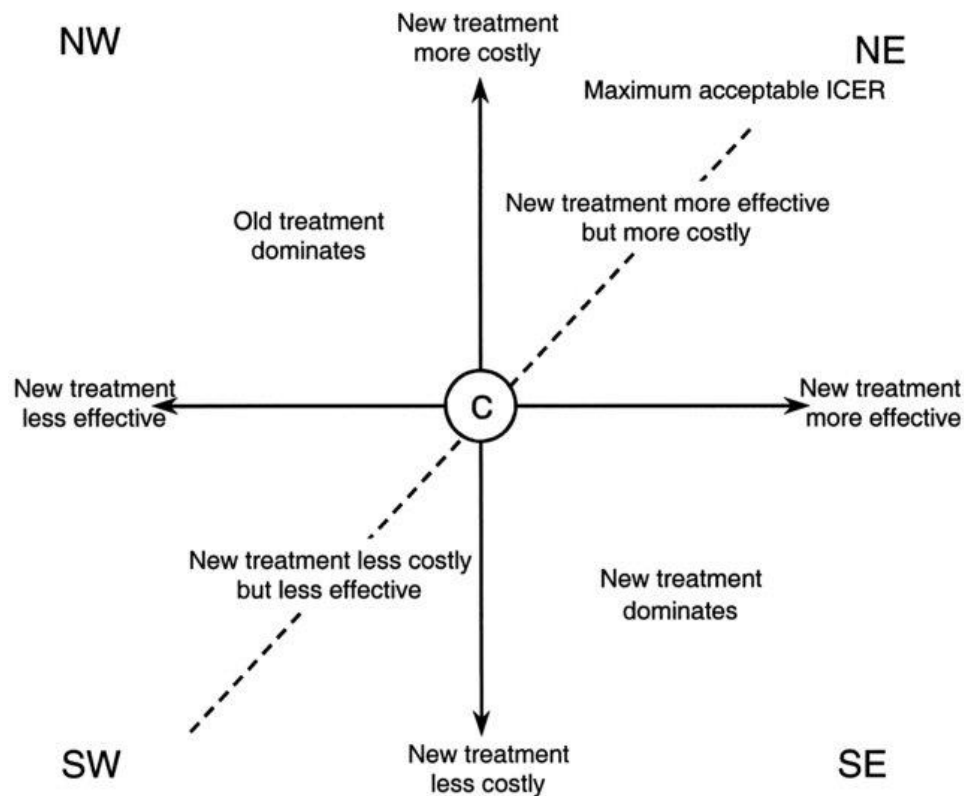 NW
New treatment
more costly
NE
Maximum acceptable ICER
Old treatment
dominates
New treatment more effective
but more costly
New treatment
less effective
C
New treatment
more effective
New treatment less costly
but less effective
New treatment
dominates
SW
New treatment
less costly
SE